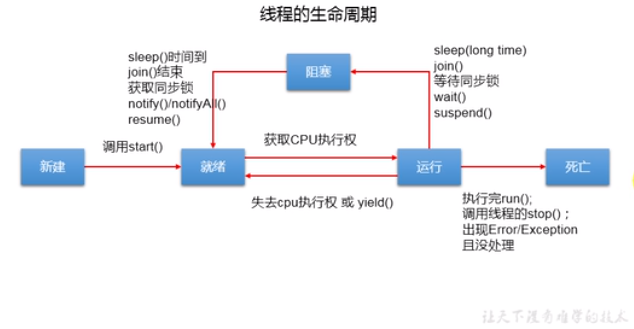 线程的生命周期
sleep()时间到
join()结束
获取同步锁
notify()/notifyAll()
resume()
阻塞
sleep(long time)
join()
等待同步锁
wait()
suspend()
新建
调用start()
就绪
获取CPU执行权
失去cpu执行权 或 yield()
运行
死亡
执行完run();
调用线程的stop()；
出现Error/Exception
且没处理
让天下没有难学的技术